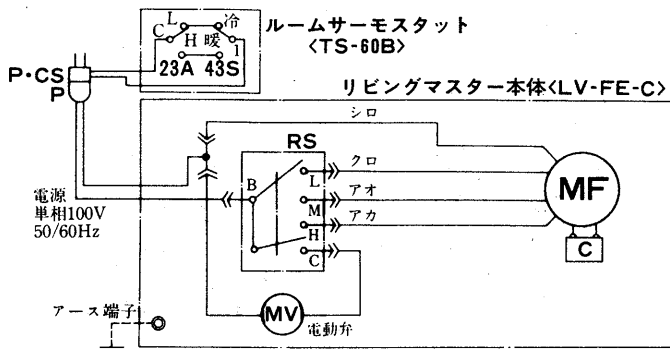 ルームサーモスタット
<TS-60B>
L 冷
C H 暖 1
23A 43S
P・CS
P
リビングマスター本体<LV-FE-C>
シロ
RS
クロ
B L
アオ
M
アカ
H
C
MF
C
電源
単相100V
50/60Hz
アース端子
MV
電動弁